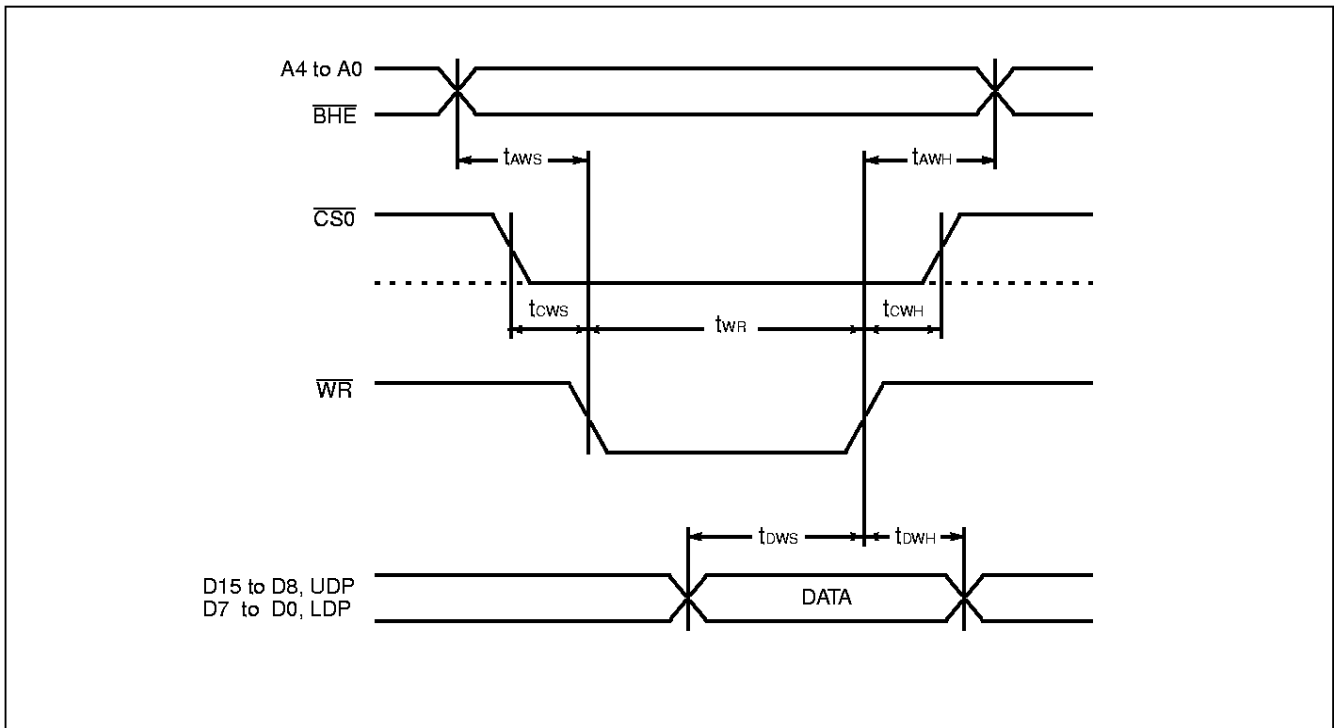 A4 to A0
BHE
tAWS
tAWH
CS0
tCWS
tWR
tCWH
WR
tDWS
tDWH
D15 to D8, UDP
D7 to D0, LDP
DATA